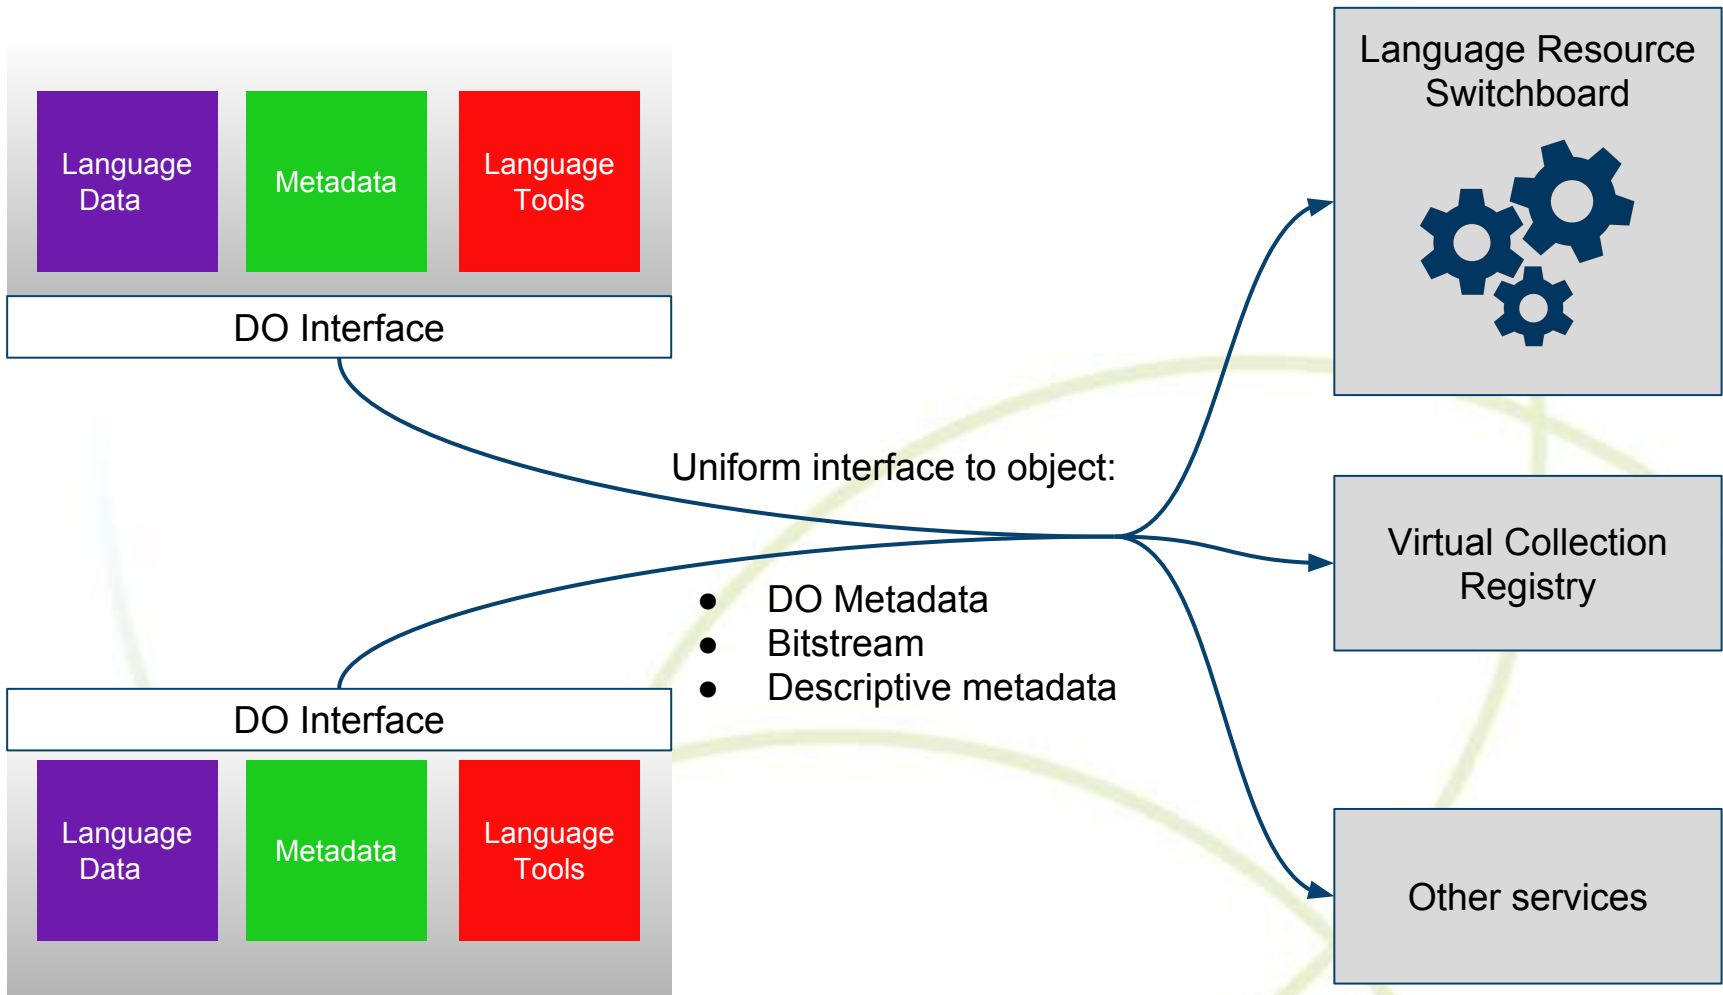 Language
Data
Metadata
Language
Tools
DO Interface
Uniform interface to object:
● DO Metadata
● Bitstream
● Descriptive metadata
DO Interface
Language
Data
Metadata
Language
Tools
Language Resource
Switchboard
Virtual Collection
Registry
Other services